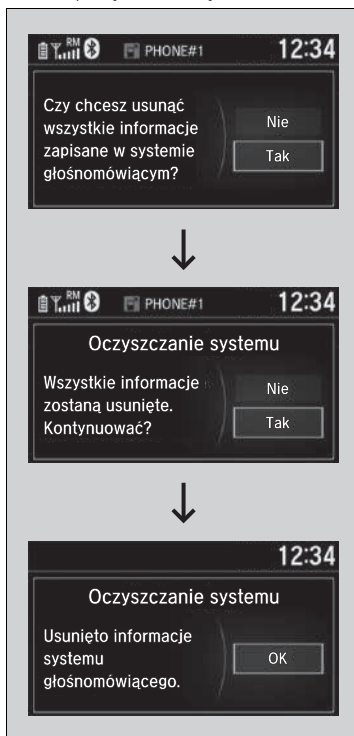 RM PHONE#1 12:34
Czy chcesz usunąć
wszystkie informacje
zapisane w systemie
głośnomówiącym?
Nie
Tak
RM PHONE#1 12:34
Oczyszczanie systemu
Wszystkie informacje
zostaną usunięte.
Kontynuować?
Nie
Tak
12:34
Oczyszczanie systemu
Usunięto informacje
systemu
głośnomówiącego.
OK